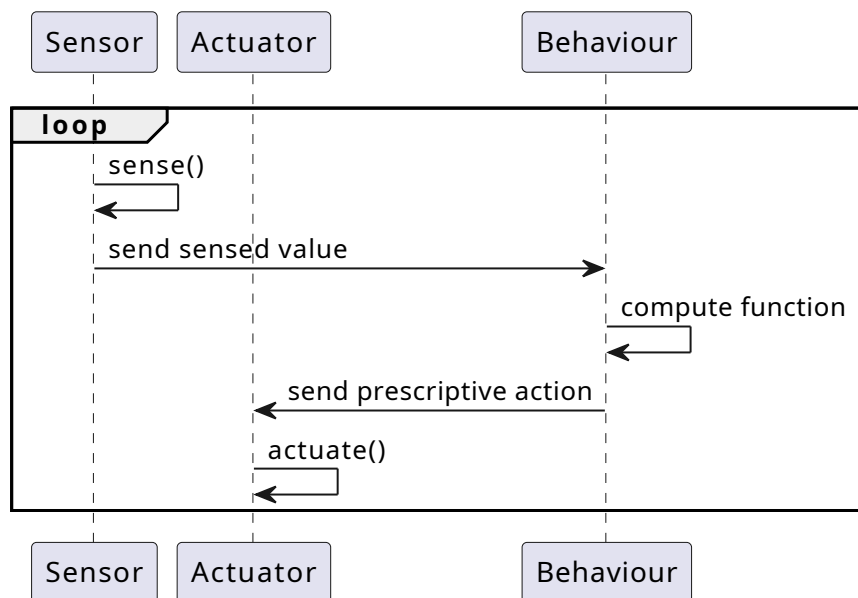 Sensor Actuator Behaviour
loop
sense()
send sensed value
compute function
send prescriptive action
actuate()
Sensor Actuator Behaviour